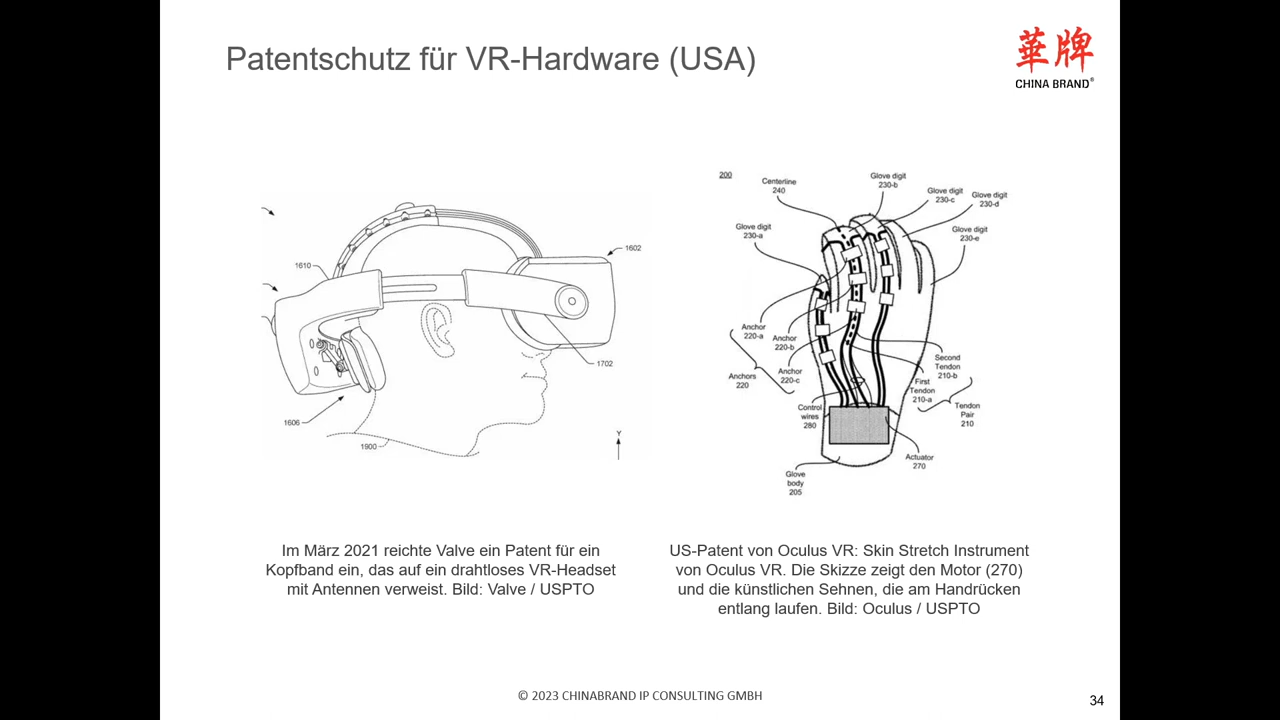 Patentschutz für VR-Hardware (USA)
華牌
CHINA BRAND®
1602
1610
1702
1606
1900
Y
200
Centerline
240
Glove digit
230-b
Glove digit
230-c
Glove digit
230-d
Glove digit
230-a
Glove digit
230-e
Anchor
220-a
Anchor
220-b
Anchor
220-c
Anchors
220
Second
Tendon
210-b
First
Tendon
210-a
Tendon
Pair
210
Control
wires
280
Actuator
270
Glove
body
205
Im März 2021 reichte Valve ein Patent für ein
Kopfband ein, das auf ein drahtloses VR-Headset
mit Antennen verweist. Bild: Valve / USPTO
US-Patent von Oculus VR: Skin Stretch Instrument
von Oculus VR. Die Skizze zeigt den Motor (270)
und die künstlichen Sehnen, die am Handrücken
entlang laufen. Bild: Oculus / USPTO
© 2023 CHINABRAND IP CONSULTING GMBH
34